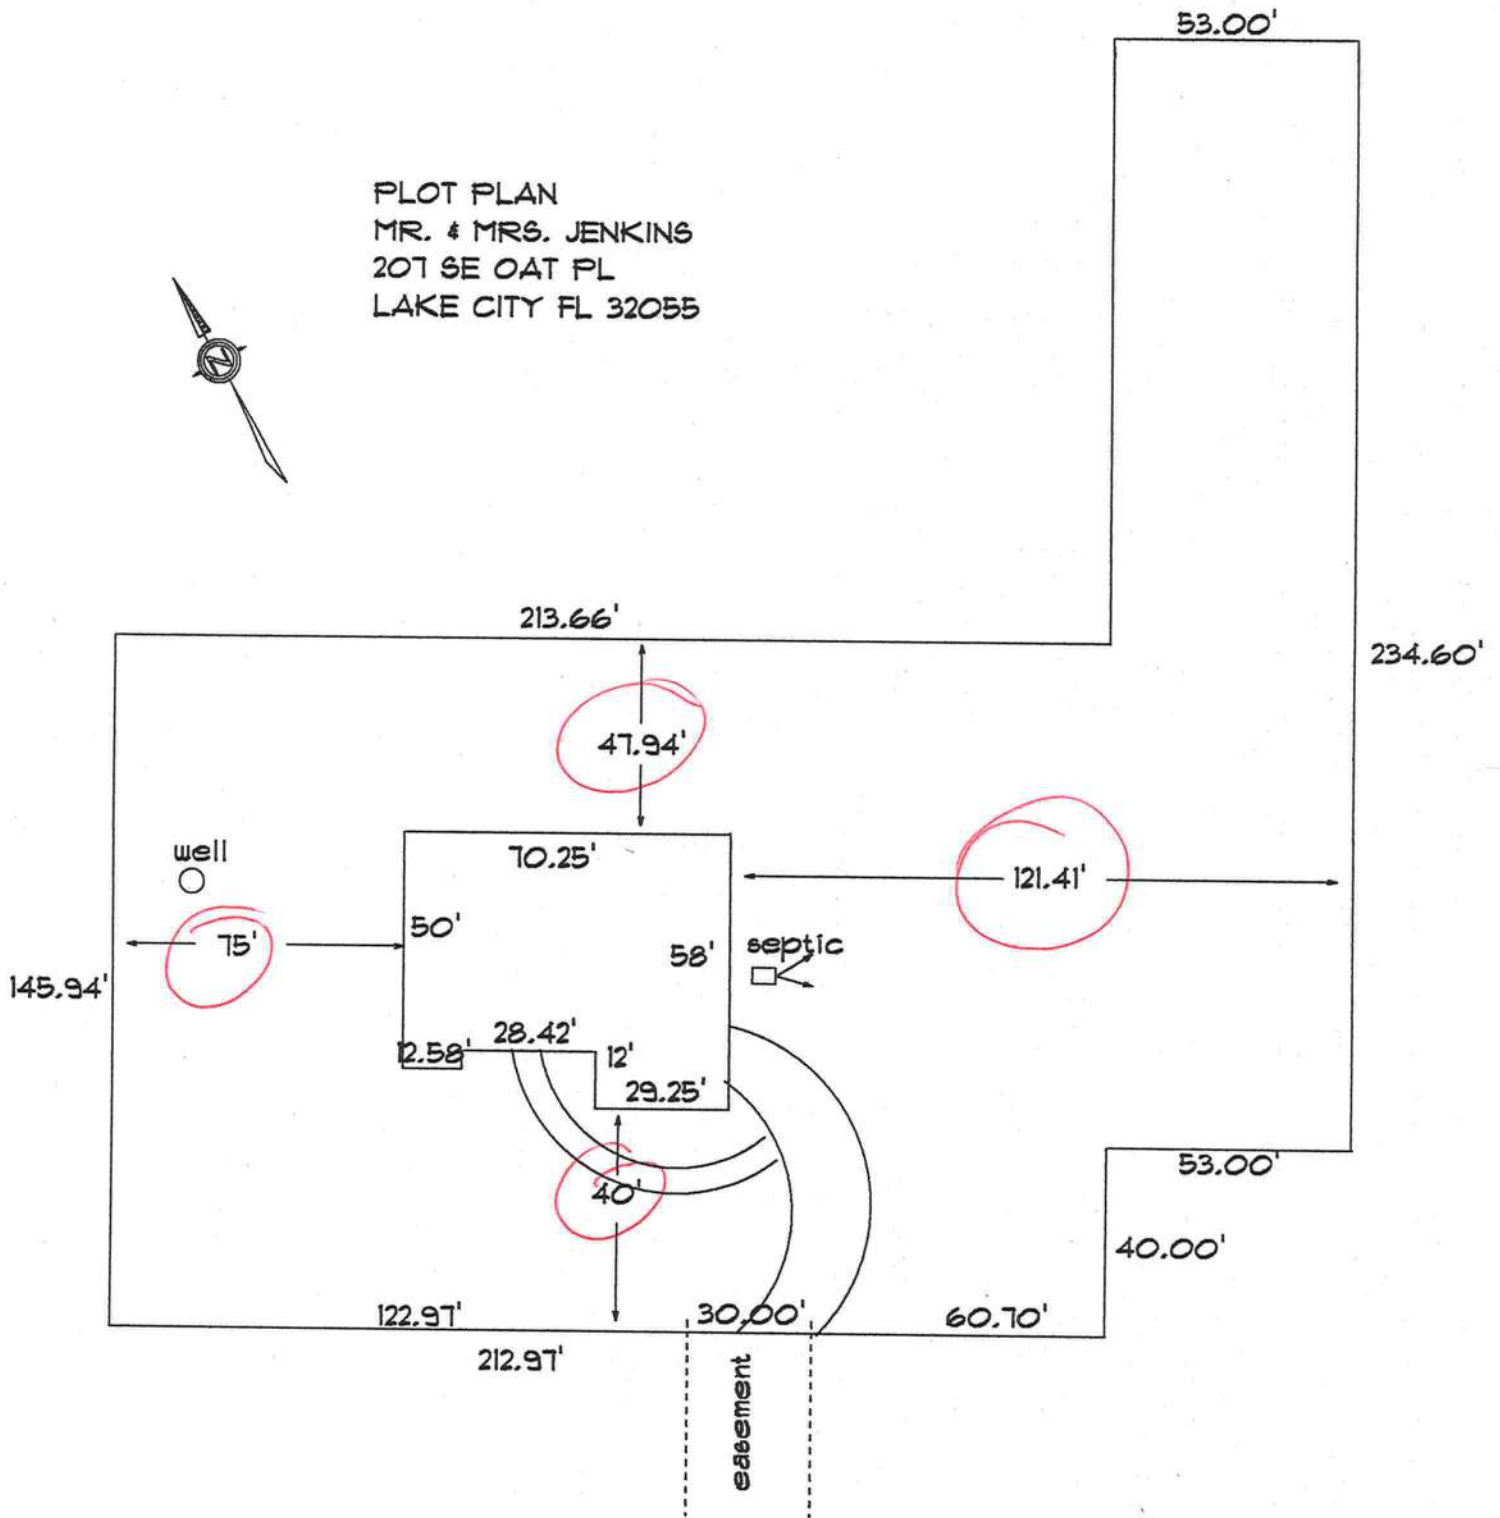 53.00'
PLOT PLAN
MR. & MRS. JENKINS
207 SE OAT PL
LAKE CITY FL 32055
N
213.66'
234.60'
47.94'
70.25'
well
121.41'
50'
75'
58'
septic
145.94'
28.42'
12.58'
12'
29.25'
53.00'
40'
40.00'
122.97'
30.00'
60.70'
212.97'
easement